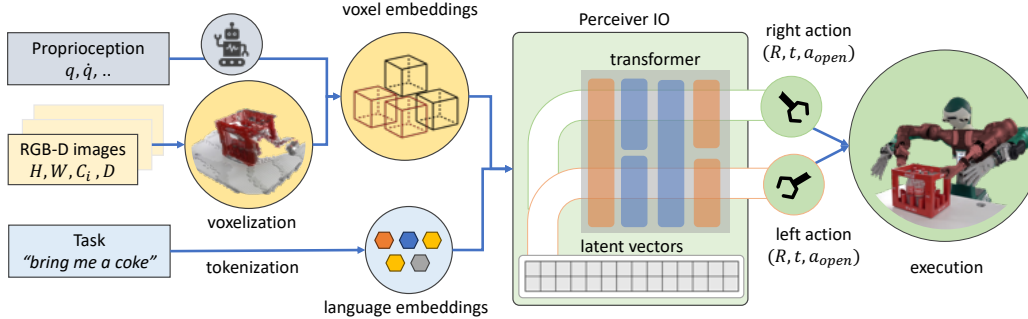 Proprioception
q, q̇, ..
RGB-D images
H, W, Cᵢ, D
voxelization
Task
"bring me a coke"
tokenization
voxel embeddings
language embeddings
Perceiver IO
transformer
latent vectors
right action
(R, t, a_open)
left action
(R, t, a_open)
execution